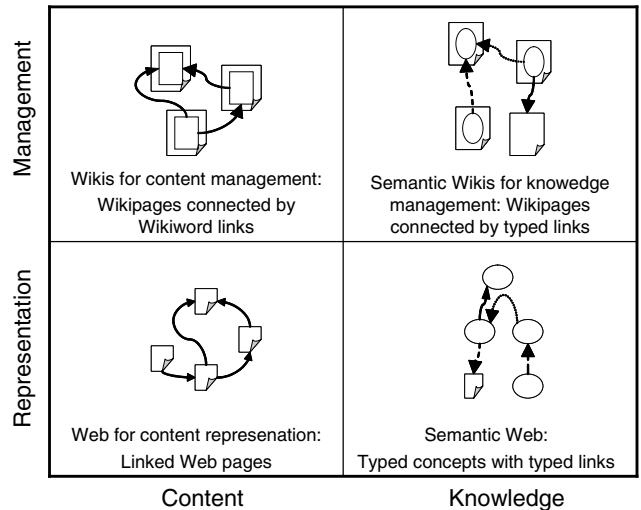 Management
Wikis for content management:
Wikipages connected by
Wikiword links
Semantic Wikis for knowedge
management: Wikipages
connected by typed links
Representation
Web for content represenation:
Linked Web pages
Semantic Web:
Typed concepts with typed links
Content
Knowledge